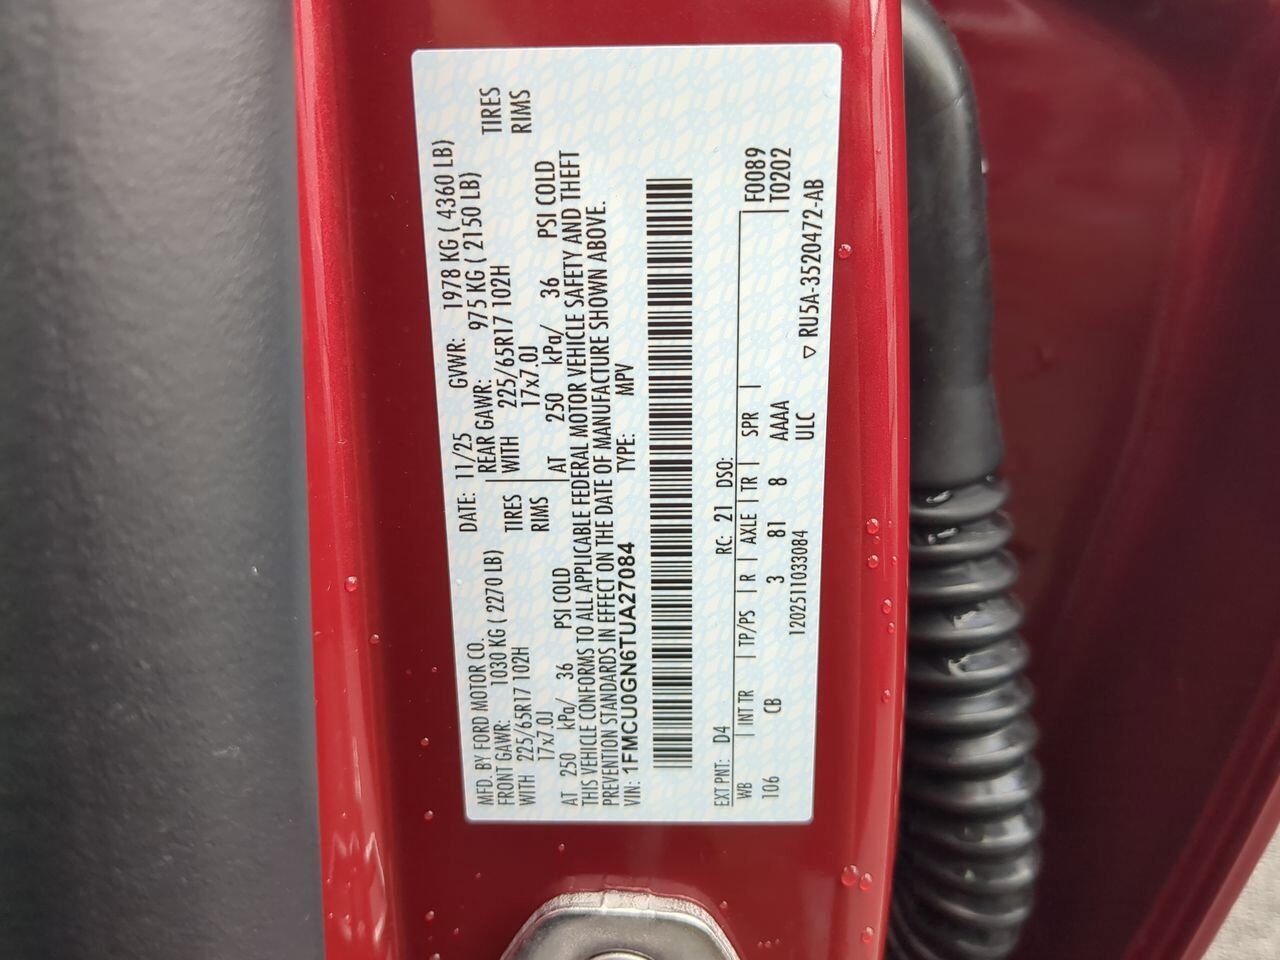 MFD. BY FORD MOTOR CO. DATE: 11/25 GVWR: 1978 KG ( 4360 LB)
FRONT GAWR: 1030 KG ( 2270 LB) REAR GAWR: 975 KG ( 2150 LB)
WITH 225/65R17 102H TIRES WITH 225/65R17 102H TIRES
17x7.0J RIMS 17x7.0J RIMS
AT 250 kPa/ 36 PSI COLD AT 250 kPa/ 36 PSI COLD
THIS VEHICLE CONFORMS TO ALL APPLICABLE FEDERAL MOTOR VEHICLE SAFETY AND THEFT
PREVENTION STANDARDS IN EFFECT ON THE DATE OF MANUFACTURE SHOWN ABOVE.
VIN: 1FMCU0GN6TUA27084 TYPE: MPV
EXT PNT: D4 RC: 21 DSO: F0089
WB INT TR TP/PS R AXLE TR SPR T0202
106 CB 3 81 8 AAAA
1202511033084 ULC ▽ RU5A-3520472-AB